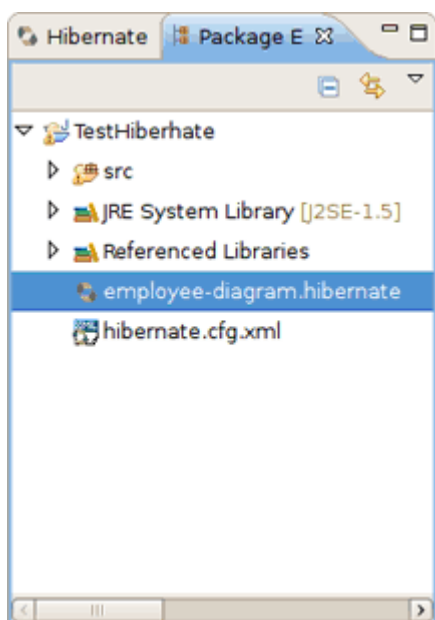 Hibernate Package E
TestHiberhate
src
JRE System Library [J2SE-1.5]
Referenced Libraries
employee-diagram.hibernate
hibernate.cfg.xml